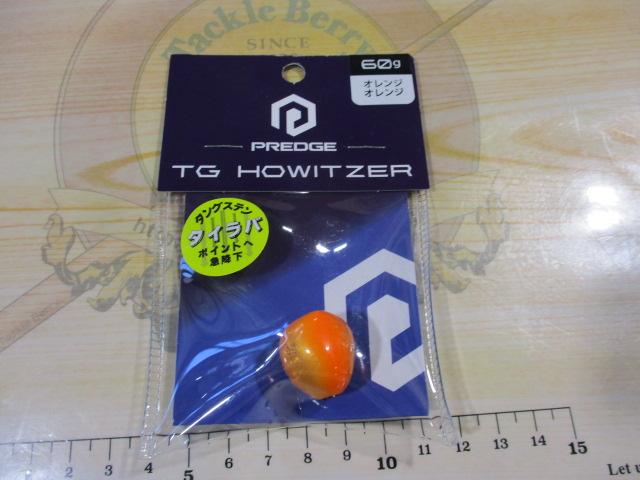 Tackle Berry
SINCE
60g
オレンジ
オレンジ
PREDGE
TG HOWITZER
タングステン
タイラバ
ポイントへ
急降下
2 3 4 5 6 7 8 9 10 11 12 13 14 15
Let u